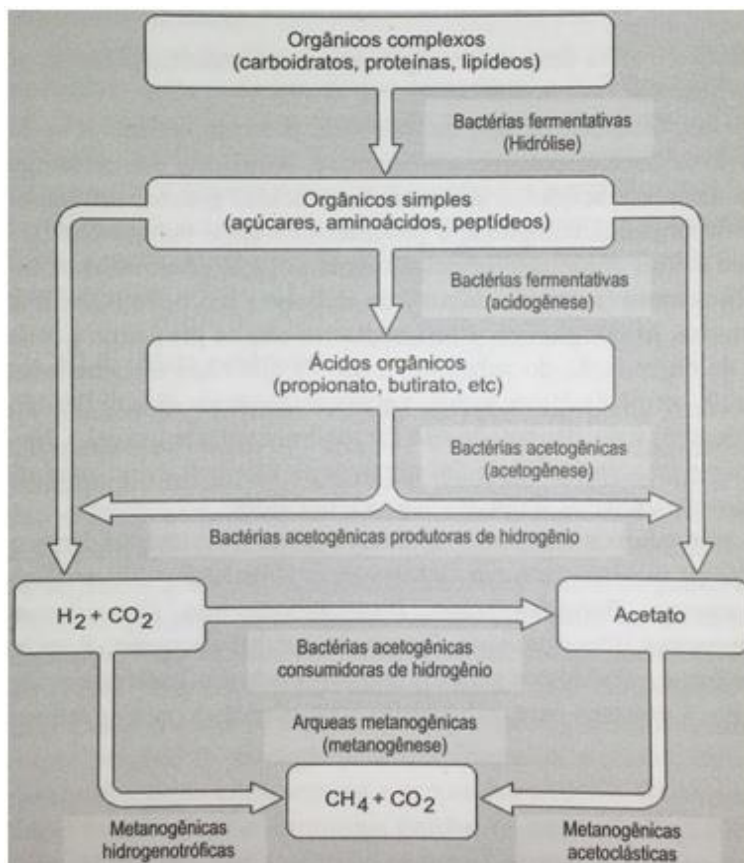 Orgânicos complexos
(carboidratos, proteínas, lipídeos)
Bactérias fermentativas
(Hidrólise)
Orgânicos simples
(açúcares, aminoácidos, peptídeos)
Bactérias fermentativas
(acidogênese)
Ácidos orgânicos
(propionato, butirato, etc)
Bactérias acetogênicas
(acetogênese)
Bactérias acetogênicas produtoras de hidrogênio
H₂ + CO₂
Acetato
Bactérias acetogênicas
consumidoras de hidrogênio
Arqueas metanogênicas
(metanogênese)
CH₄ + CO₂
Metanogênicas
hidrogenotróficas
Metanogênicas
acetoclásticas